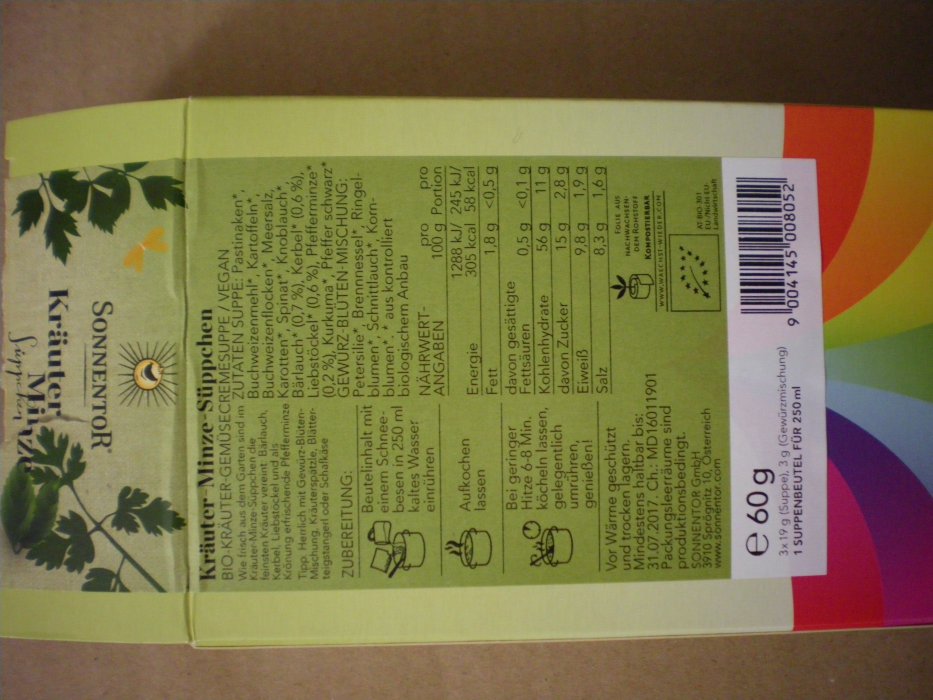 SONNENTOR
Kräuter
Minze
Süppchen
Kräuter-Minze-Süppchen
BIO-KRÄUTER-GEMÜSECREMESUPPE VEGAN
Wie frisch aus dem Garten sind im
Kräuter-Minze-Süppchen die
feinsten Kräuter vereint: Bärlauch,
Kerbel, Liebstöckel und als
Krönung erfrischende Pfefferminze
Tipp: Herrlich mit Gewürz-Blüten-
Mischung, Kräuterspätzle, Blätter-
teigstangerl oder Schafkäse
ZUBEREITUNG:
Beutelinhalt mit
einem Schnee-
besen in 250 ml
kaltes Wasser
einrühren
Aufkochen
lassen
Bei geringer
Hitze 6-8 Min.
köcheln lassen,
gelegentlich
umrühren,
genießen!
Vor Wärme geschützt
und trocken lagern.
Mindestens haltbar bis:
31.07.2017, Ch.: MD16011901
Packungsleerräume sind
produktionsbedingt.
SONNENTOR GmbH
3910 Sprögnitz 10, Österreich
www.sonnentor.com
ZUTATEN SUPPE: Pastinaken*,
Buchweizenmehl*, Kartoffeln*,
Buchweizenflocken*, Meersalz,
Karotten*, Spinat*, Knoblauch*
Bärlauch* (0,7 %), Kerbel* (0,6 %),
Liebstöckel* (0,6 %), Pfefferminze*
(0,2%), Kurkuma*, Pfeffer schwarz*
GEWÜRZ-BLÜTEN-MISCHUNG:
Petersilie*, Brennnessel*, Ringel-
blumen*, Schnittlauch*, Korn-
blumen*, * aus kontrolliert
biologischem Anbau
NÄHRWERT- pro pro
ANGABEN 100 g Portion
Energie 1288 kJ/ 245 kJ/
305 kcal 58 kcal
Fett 1,8 g <0,5 g
davon gesättigte
Fettsäuren 0,5 g <0,1 g
Kohlenhydrate 56 g 11 g
davon Zucker 15 g 2,8 g
Eiweiß 9,8 g 1,9 g
Salz 8,3 g 1,6 g
FOLIE AUS
NACHWACHSEN-
DEN ROHSTOFF
KOMPOSTIERBAR
WWW.WAECHST-WIEDER.COM
AT-BIO-301
EU-/Nicht-EU-
Landwirtschaft
e 60 g
3 x 19 g (Suppe), 3 g (Gewürzmischung)
1 SUPPENBEUTEL FÜR 250 ml
9 004145 008052